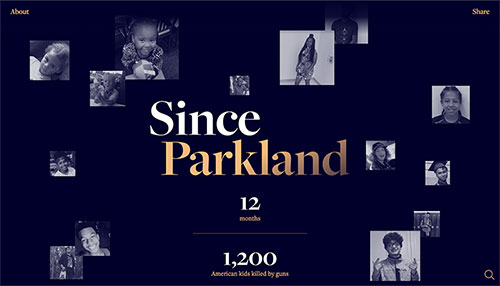 About
Share
Since
Parkland
12
months
1,200
American kids killed by guns